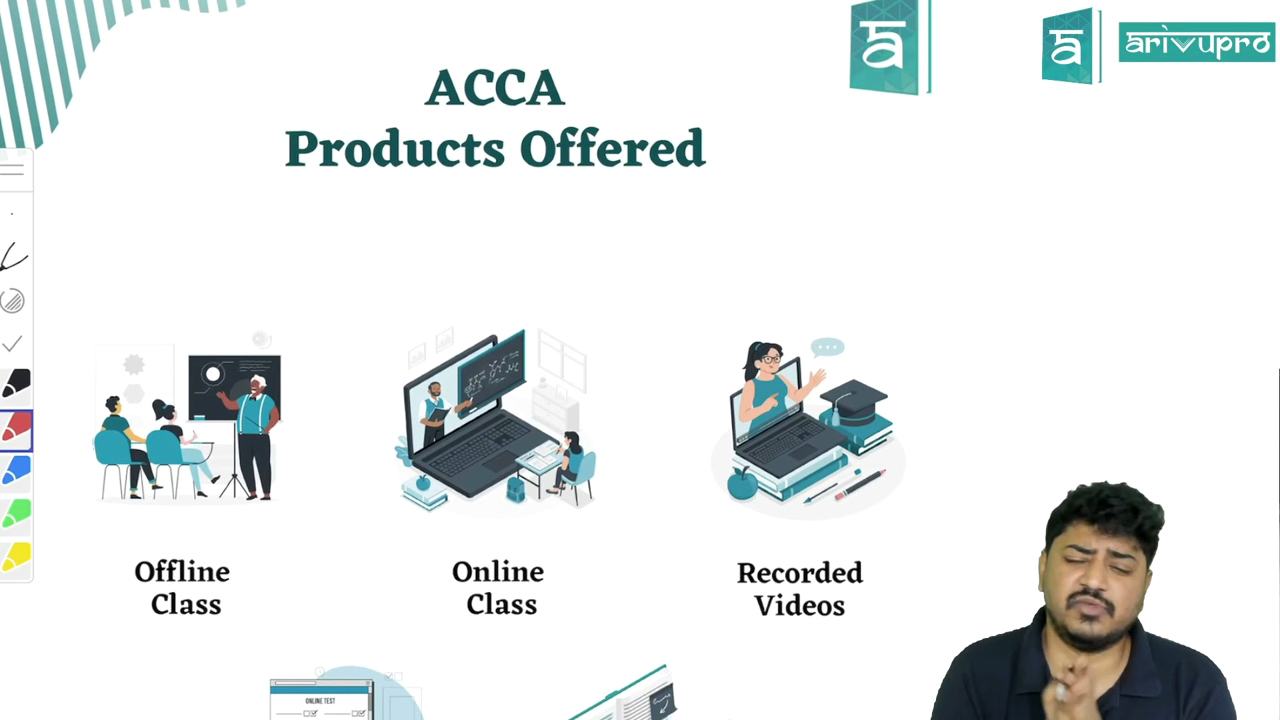 ACCA
Products Offered
arivupro
Offline
Class
Online
Class
Recorded
Videos
ONLINE TEST